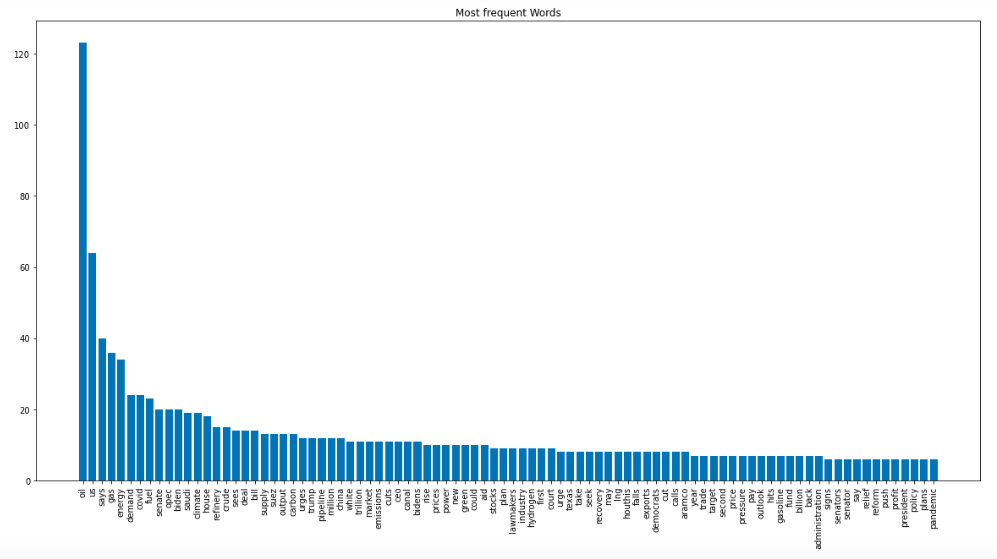 Most frequent Words
120
100
80
60
40
20
0
oil
us
says
gas
energy
demand
covid
fuel
senate
opec
biden
saudi
climate
house
refinery
crude
sees
deal
bill
supply
suez
output
carbon
urges
trump
pipeline
million
china
white
trillion
market
emissions
cuts
ceo
canal
bidens
rise
prices
power
new
green
could
aid
stocks
plan
lawmakers
industry
hydrogen
first
court
urge
texas
take
seek
recovery
may
lng
houthis
falls
exports
democrats
cut
calls
aramco
year
trade
target
second
price
pressure
pay
outlook
hits
gasoline
fund
billion
back
administration
signs
senators
senator
say
relief
reform
push
profit
president
policy
plans
pandemic